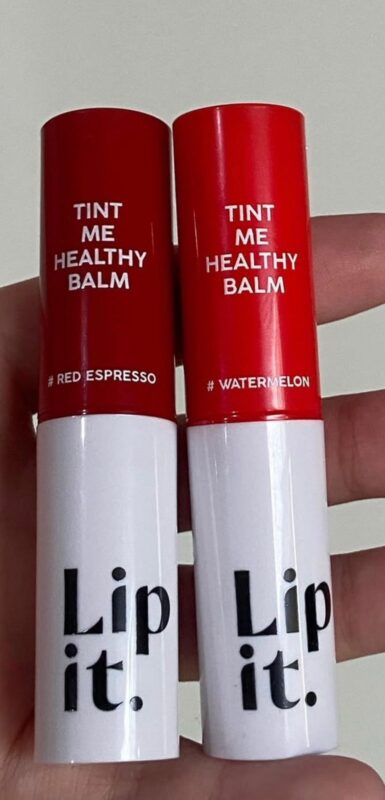 TINT
ME
HEALTHY
BALM
# RED ESPRESSO
Lip
it.
TINT
ME
HEALTHY
BALM
# WATERMELON
Lip
it.